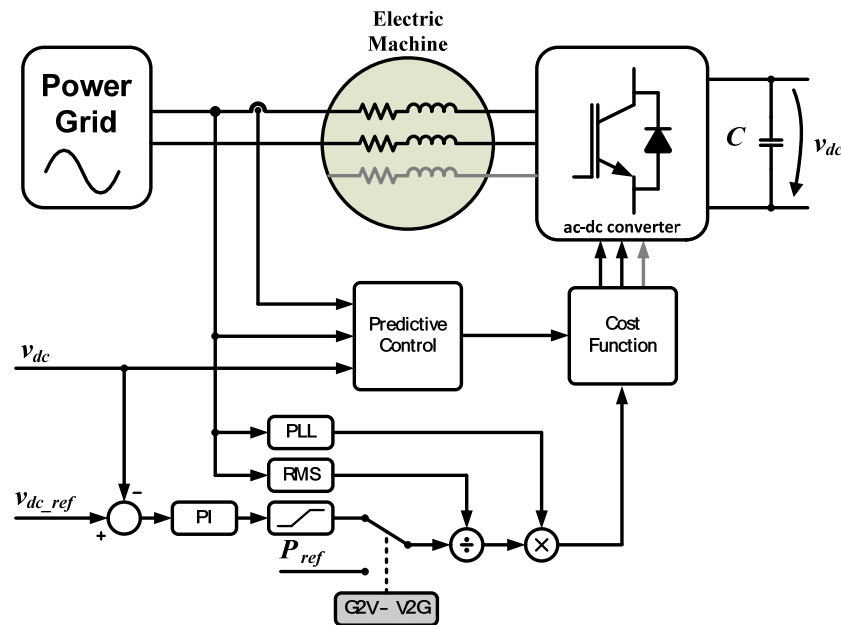 Electric
Machine
Power
Grid
C
v_dc
ac-dc converter
Predictive
Control
Cost
Function
v_dc
PLL
RMS
v_dc_ref
−
+
PI
÷
×
P_ref
G2V- V2G